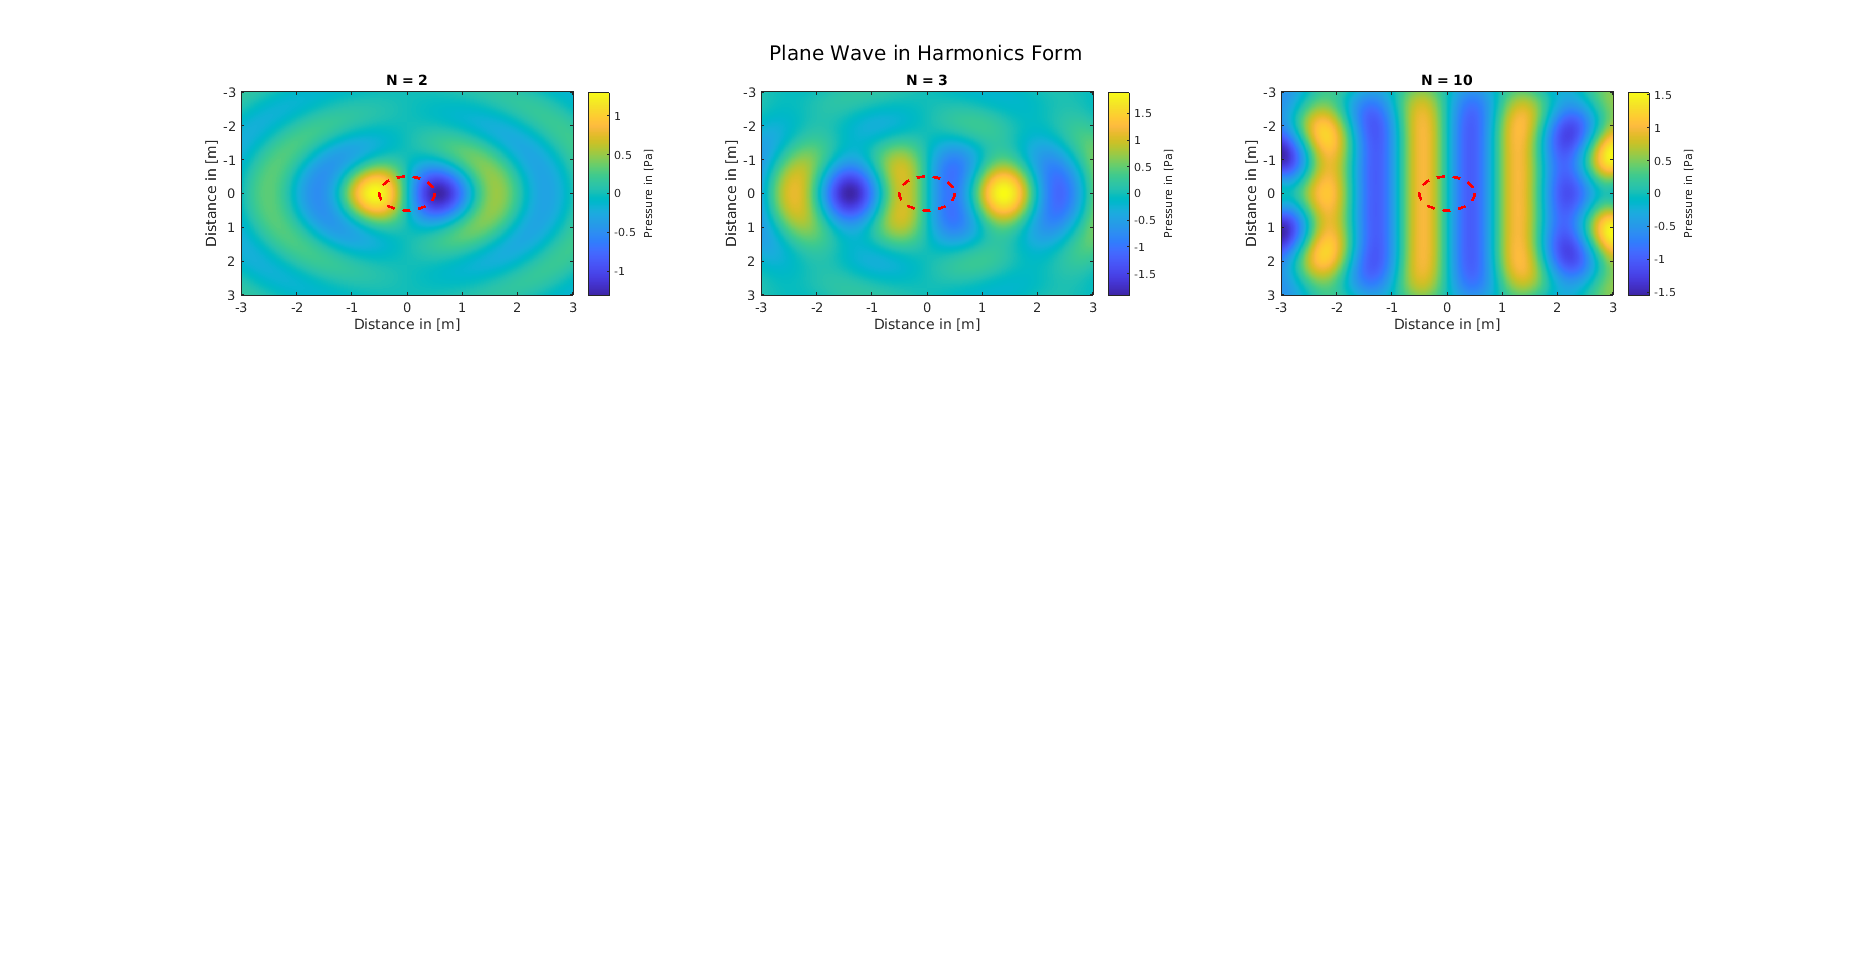 Plane Wave in Harmonics Form
N = 2
-3
-2
-1
0
1
2
3
Distance in [m]
-3 -2 -1 0 1 2 3
Distance in [m]
1
0.5
0
-0.5
-1
Pressure in [Pa]
N = 3
-3
-2
-1
0
1
2
3
Distance in [m]
-3 -2 -1 0 1 2 3
Distance in [m]
1.5
1
0.5
0
-0.5
-1
-1.5
Pressure in [Pa]
N = 10
-3
-2
-1
0
1
2
3
Distance in [m]
-3 -2 -1 0 1 2 3
Distance in [m]
1.5
1
0.5
0
-0.5
-1
-1.5
Pressure in [Pa]